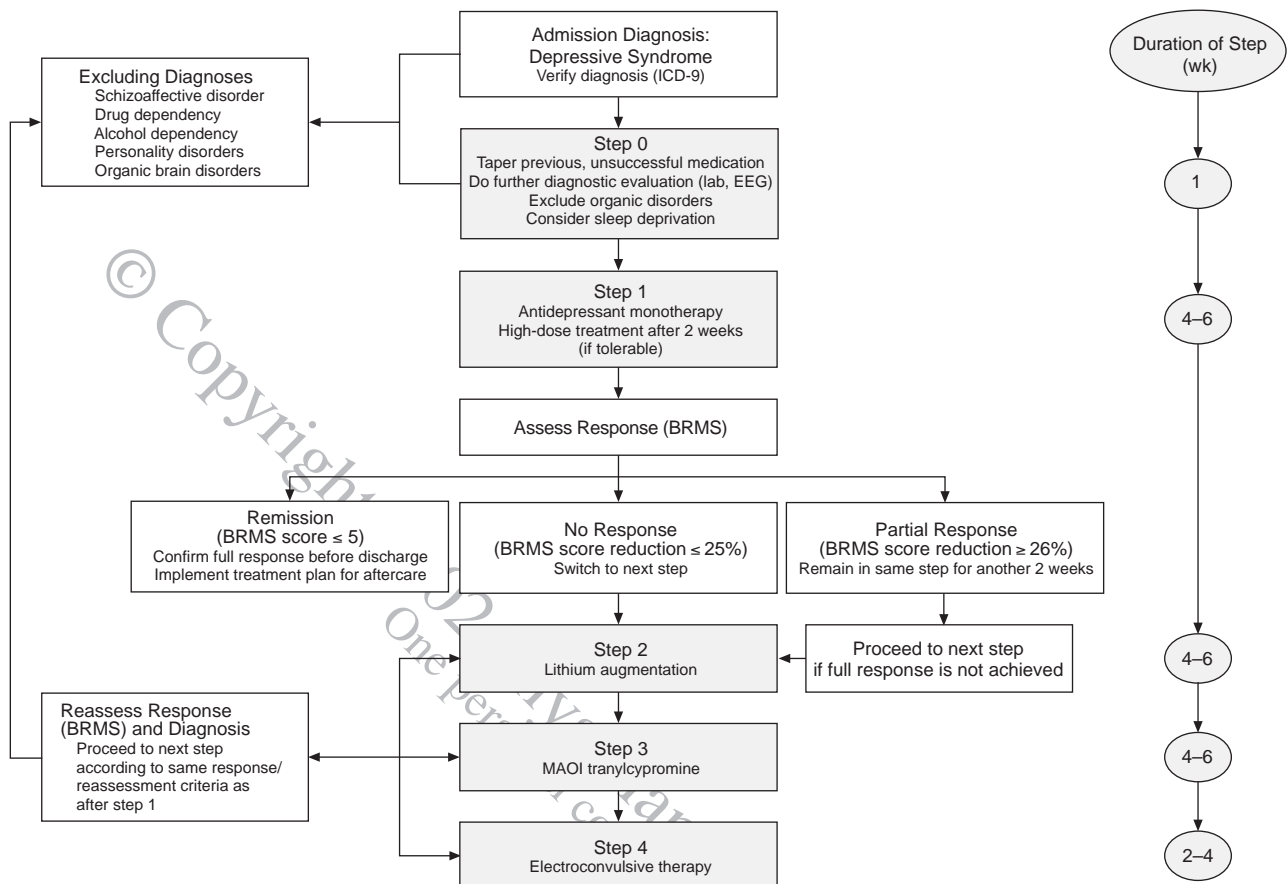 Admission Diagnosis:
Depressive Syndrome
Verify diagnosis (ICD-9)
Duration of Step
(wk)
Excluding Diagnoses
Schizoaffective disorder
Drug dependency
Alcohol dependency
Personality disorders
Organic brain disorders
Step 0
Taper previous, unsuccessful medication
Do further diagnostic evaluation (lab, EEG)
Exclude organic disorders
Consider sleep deprivation
1
Step 1
Antidepressant monotherapy
High-dose treatment after 2 weeks
(if tolerable)
4–6
Assess Response (BRMS)
Remission
(BRMS score ≤ 5)
Confirm full response before discharge
Implement treatment plan for aftercare
No Response
(BRMS score reduction ≤ 25%)
Switch to next step
Partial Response
(BRMS score reduction ≥ 26%)
Remain in same step for another 2 weeks
Step 2
Lithium augmentation
Proceed to next step
if full response is not achieved
4–6
Reassess Response
(BRMS) and Diagnosis
Proceed to next step
according to same response/
reassessment criteria as
after step 1
Step 3
MAOI tranylcypromine
4–6
Step 4
Electroconvulsive therapy
2–4
© Copyright
One